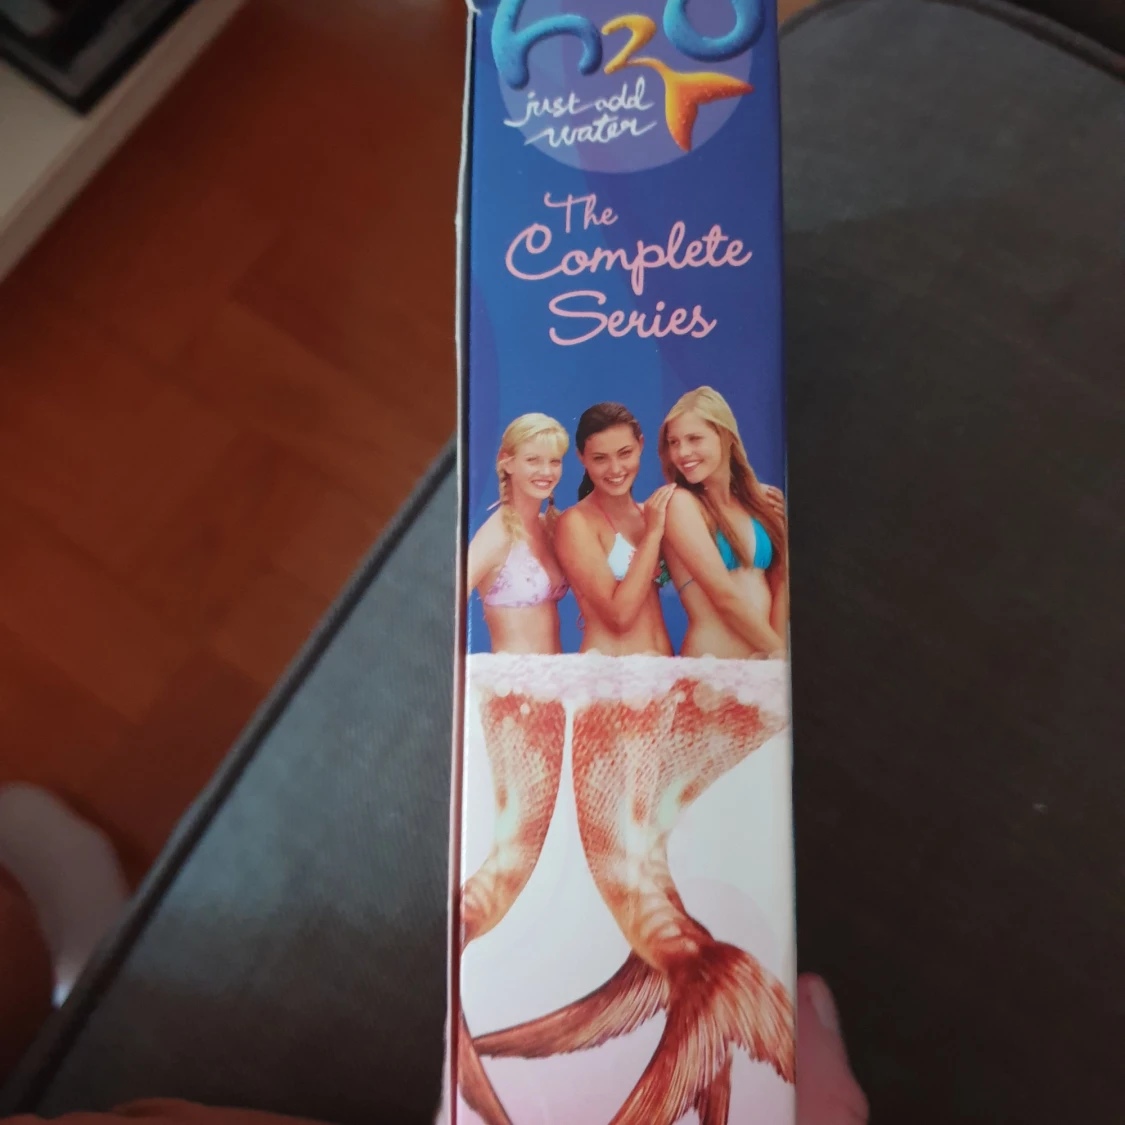 h2o
just add
water
The
Complete
Series